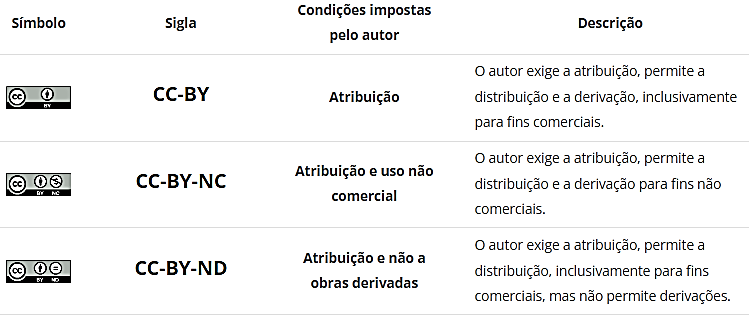 Símbolo
Sigla
Condições impostas
pelo autor
Descrição
cc
BY
CC-BY
Atribuição
O autor exige a atribuição, permite a
distribuição e a derivação, inclusivamente
para fins comerciais.
cc
BY NC
CC-BY-NC
Atribuição e uso não
comercial
O autor exige a atribuição, permite a
distribuição e a derivação para fins não
comerciais.
cc
BY ND
CC-BY-ND
Atribuição e não a
obras derivadas
O autor exige a atribuição, permite a
distribuição, inclusivamente para fins
comerciais, mas não permite derivações.